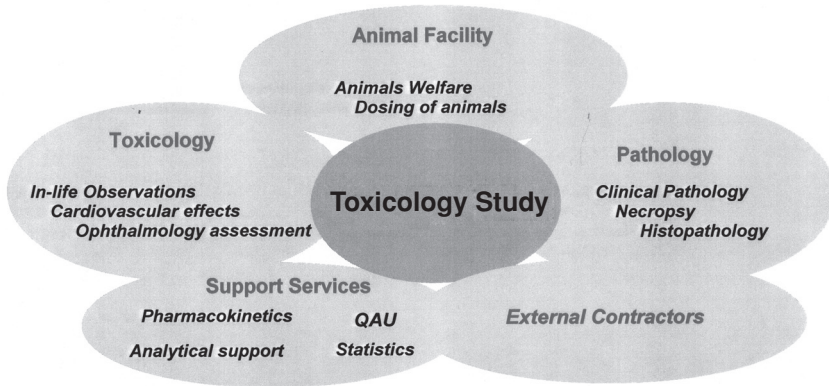 Animal Facility
Animals Welfare
Dosing of animals
Toxicology
In-life Observations
Cardiovascular effects
Ophthalmology assessment
Toxicology Study
Pathology
Clinical Pathology
Necropsy
Histopathology
Support Services
Pharmacokinetics QAU
Analytical support Statistics
External Contractors